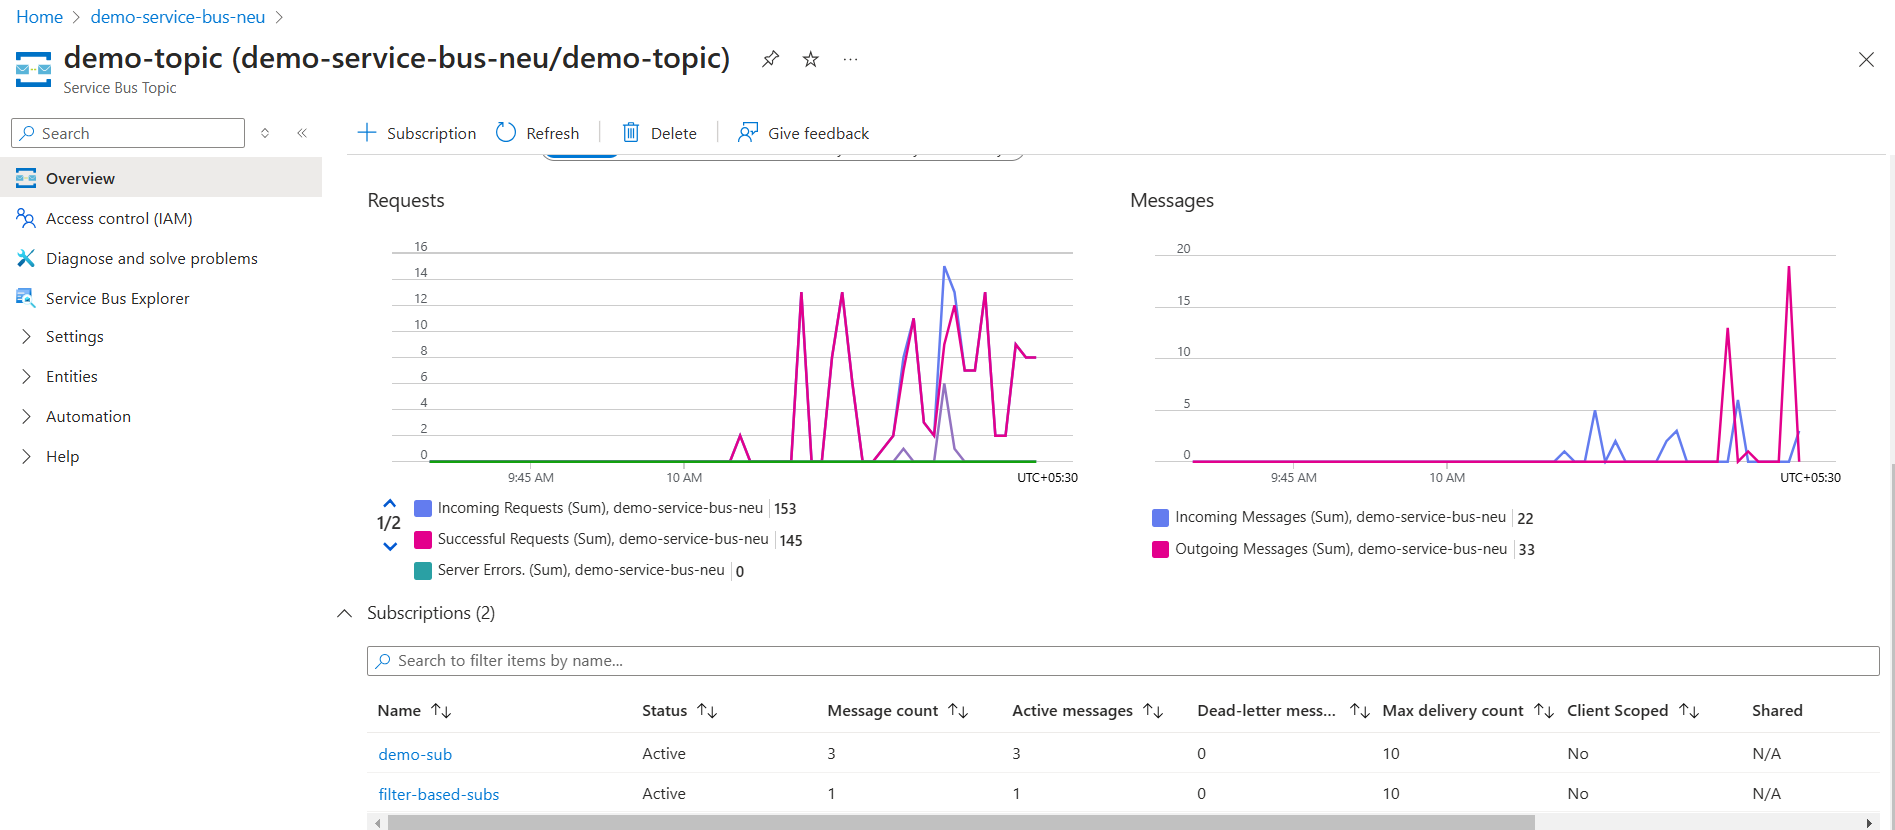 Home > demo-service-bus-neu >
demo-topic (demo-service-bus-neu/demo-topic)
Service Bus Topic
Search
Subscription Refresh Delete Give feedback
Overview
Access control (IAM)
Diagnose and solve problems
Service Bus Explorer
Settings
Entities
Automation
Help
Requests
16
14
12
10
8
6
4
2
0
9:45 AM 10 AM UTC+05:30
1/2
Incoming Requests (Sum), demo-service-bus-neu 153
Successful Requests (Sum), demo-service-bus-neu 145
Server Errors. (Sum), demo-service-bus-neu 0
Messages
20
15
10
5
0
9:45 AM 10 AM UTC+05:30
Incoming Messages (Sum), demo-service-bus-neu 22
Outgoing Messages (Sum), demo-service-bus-neu 33
Subscriptions (2)
Search to filter items by name...
Name Status Message count Active messages Dead-letter mess... Max delivery count Client Scoped Shared
demo-sub Active 3 3 0 10 No N/A
filter-based-subs Active 1 1 0 10 No N/A